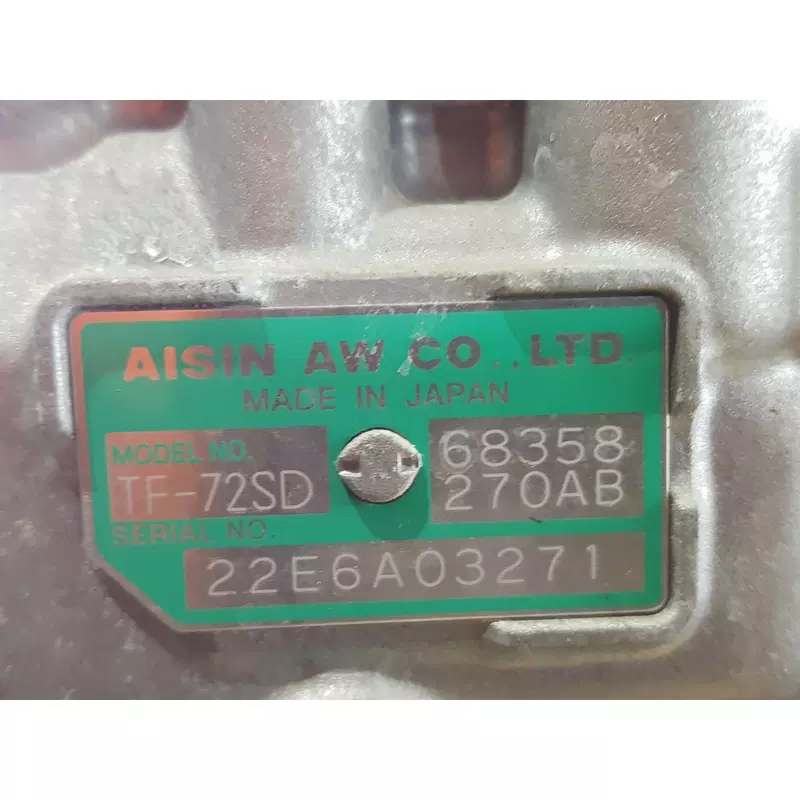 AISIN AW CO.,LTD.
MADE IN JAPAN
MODEL NO.
TF-72SD
68358
270AB
SERIAL NO.
22E6A03271